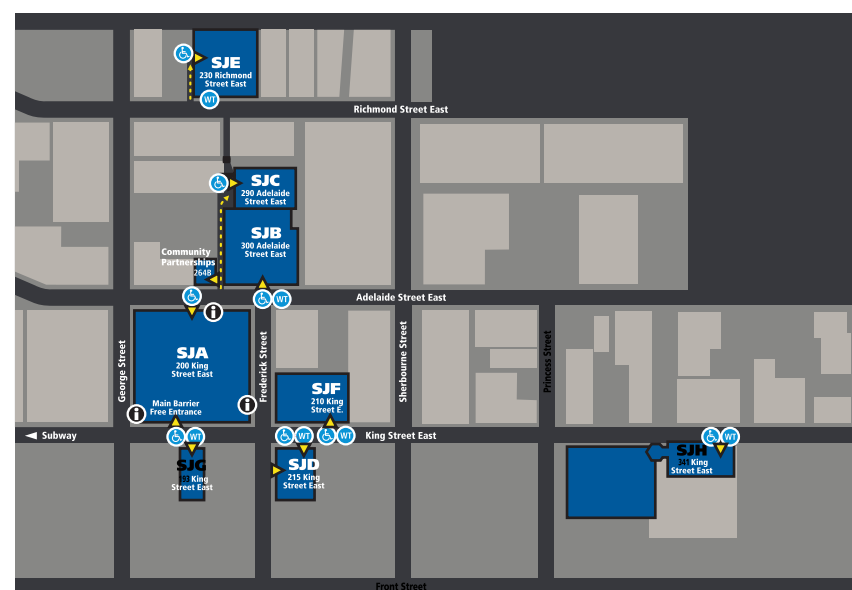 SJE
230 Richmond
Street East
WT
Richmond Street East
SJC
290 Adelaide
Street East
SJB
300 Adelaide
Street East
Community
Partnerships
264B
WT
Adelaide Street East
i
George Street
Frederick Street
Sherbourne Street
Princess Street
SJA
200 King
Street East
Main Barrier
Free Entrance
i
i
SJF
210 King
Street E.
Subway
WT
WT
WT
King Street East
WT
SJG
King
Street East
SJD
215 King
Street East
SJH
341 King
Street East
Front Street